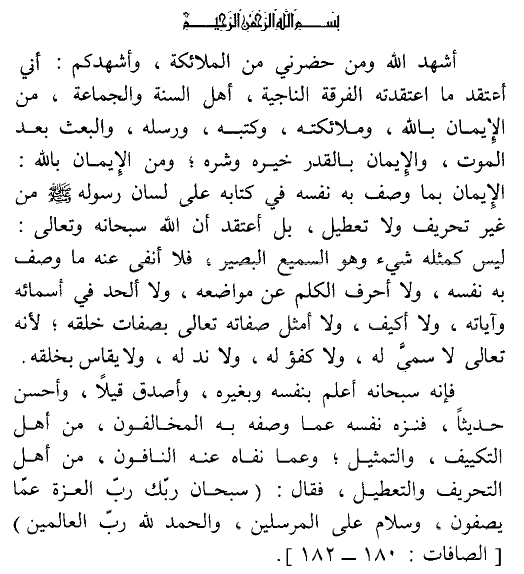 بسم الله الرحمن الرحيم
أشهد الله ومن حضرني من الملائكة ، وأشهدكم : أني
أعتقد ما اعتقدته الفرقة الناجية ، أهل السنة والجماعة ، من
الإيمان بالله ، وملائكته ، وكتبه ، ورسله ، والبعث بعد
الموت ، والإيمان بالقدر خيره وشره ؛ ومن الإيمان بالله :
الإيمان بما وصف به نفسه في كتابه على لسان رسوله ﷺ من
غير تحريف ولا تعطيل ، بل أعتقد أن الله سبحانه وتعالى :
ليس كمثله شيء وهو السميع البصير ، فلا أنفى عنه ما وصف
به نفسه ، ولا أحرف الكلم عن مواضعه ، ولا ألحد في أسمائه
وآياته ، ولا أكيف ، ولا أمثل صفاته تعالى بصفات خلقه ؛ لأنه
تعالى لا سميَّ له ، ولا كفؤ له ، ولا ند له ، ولا يقاس بخلقه .
فإنه سبحانه أعلم بنفسه وبغيره ، وأصدق قيلاً ، وأحسن
حديثاً ، فنزه نفسه عما وصفه به المخالفون ، من أهل
التكييف ، والتمثيل ؛ وعما نفاه عنه النافون ، من أهل
التحريف والتعطيل ، فقال : ( سبحان ربّك ربّ العزة عمّا
يصفون ، وسلام على المرسلين ، والحمد لله ربّ العالمين )
[ الصافات : ١٨٠ – ١٨٢ ] .